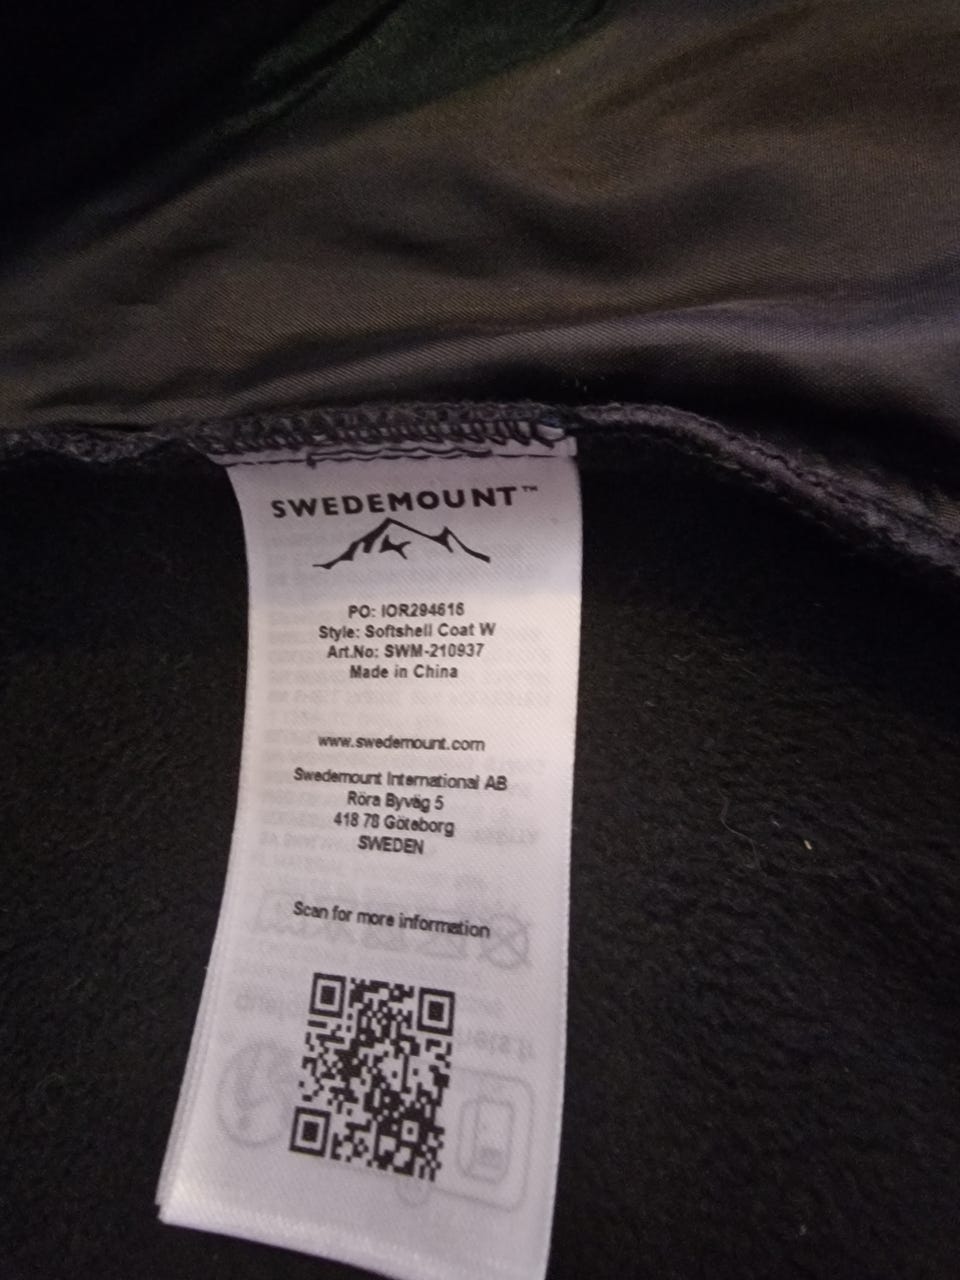 SWEDEMOUNT™
PO: IOR294616
Style: Softshell Coat W
Art.No: SWM-210937
Made in China
www.swedemount.com
Swedemount International AB
Röra Byväg 5
418 78 Göteborg
SWEDEN
Scan for more information